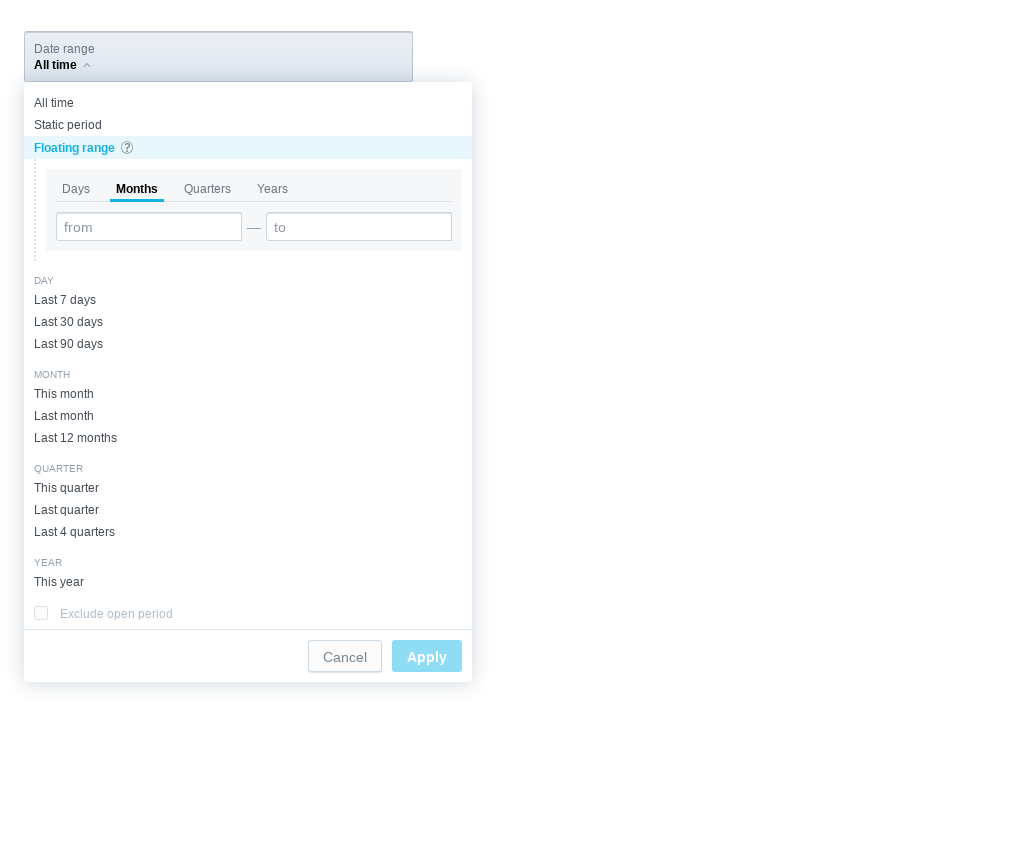 Date range
All time
All time
Static period
Floating range ?
Days Months Quarters Years
from — to
DAY
Last 7 days
Last 30 days
Last 90 days
MONTH
This month
Last month
Last 12 months
QUARTER
This quarter
Last quarter
Last 4 quarters
YEAR
This year
Exclude open period
Cancel Apply